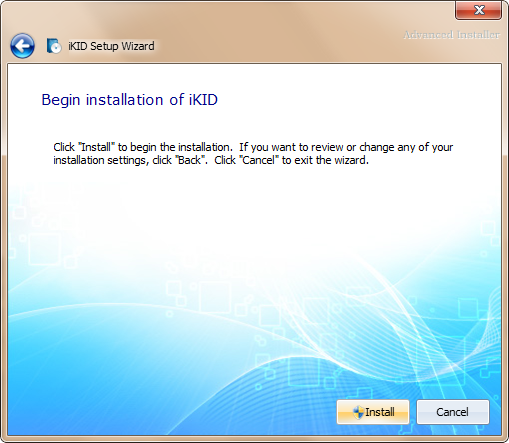 Advanced Installer
iKID Setup Wizard
Begin installation of iKID
Click "Install" to begin the installation.  If you want to review or change any of your
installation settings, click "Back".  Click "Cancel" to exit the wizard.
Install
Cancel